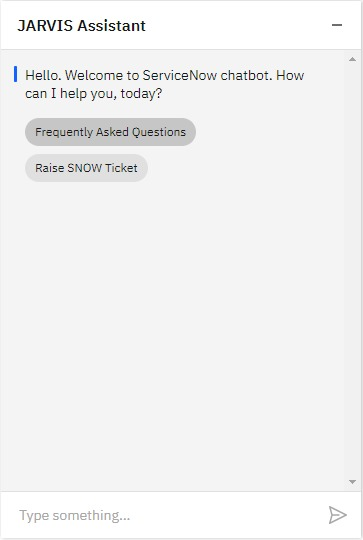 JARVIS Assistant
Hello. Welcome to ServiceNow chatbot. How
can I help you, today?
Frequently Asked Questions
Raise SNOW Ticket
Type something...